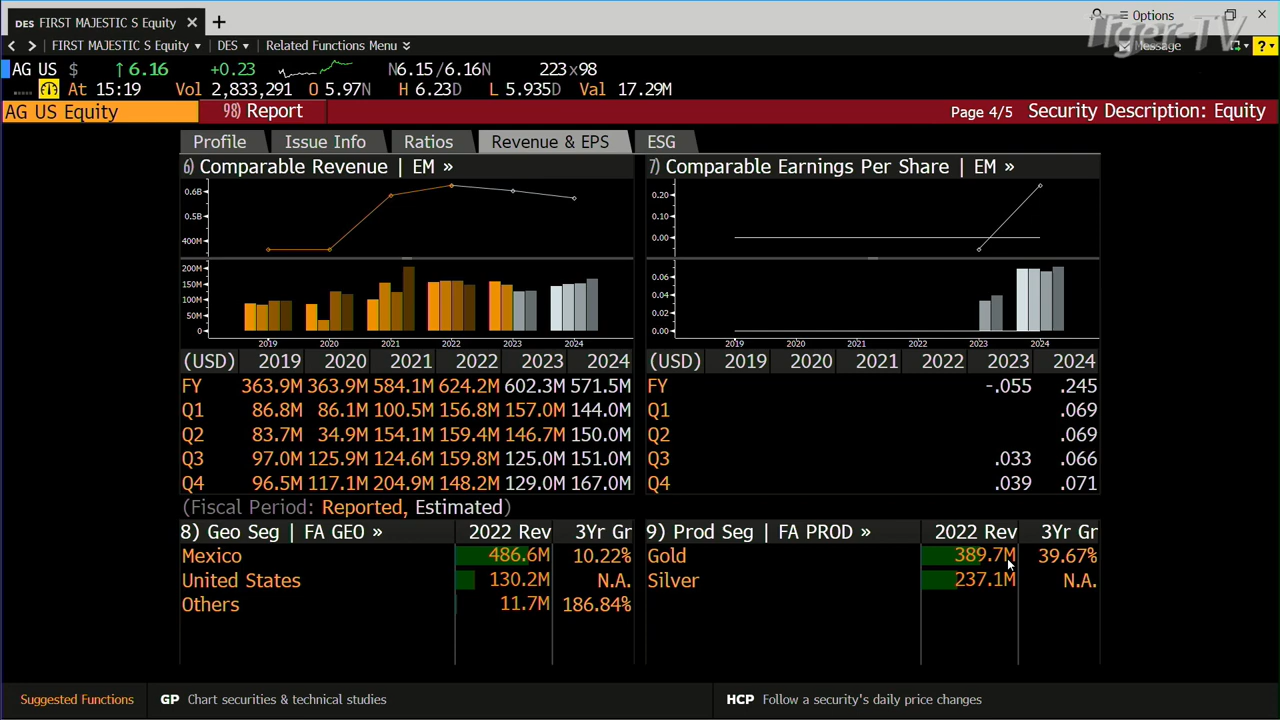 DES FIRST MAJESTIC S Equity × +
Options
Tiger-TV
< > FIRST MAJESTIC S Equity ▾ DES ▾ Related Functions Menu
Message
?
AG US $ ↑6.16 +0.23 N6.15/6.16N 223×98
At 15:19 Vol 2,833,291 O 5.97N H 6.23D L 5.935D Val 17.29M
AG US Equity 98) Report Page 4/5 Security Description: Equity
Profile Issue Info Ratios Revenue & EPS ESG
6) Comparable Revenue | EM »
0.6B
0.5B
400M
200M
150M
100M
50M
0
2019 2020 2021 2022 2023 2024
(USD) 2019 2020 2021 2022 2023 2024
FY 363.9M 363.9M 584.1M 624.2M 602.3M 571.5M
Q1 86.8M 86.1M 100.5M 156.8M 157.0M 144.0M
Q2 83.7M 34.9M 154.1M 159.4M 146.7M 150.0M
Q3 97.0M 125.9M 124.6M 159.8M 125.0M 151.0M
Q4 96.5M 117.1M 204.9M 148.2M 129.0M 167.0M
7) Comparable Earnings Per Share | EM »
0.20
0.10
0.00
0.06
0.04
0.02
0.00
2019 2020 2021 2022 2023 2024
(USD) 2019 2020 2021 2022 2023 2024
FY -.055 .245
Q1 .069
Q2 .069
Q3 .033 .066
Q4 .039 .071
(Fiscal Period: Reported, Estimated)
8) Geo Seg | FA GEO » 2022 Rev 3Yr Gr
Mexico 486.6M 10.22%
United States 130.2M N.A.
Others 11.7M 186.84%
9) Prod Seg | FA PROD » 2022 Rev 3Yr Gr
Gold 389.7M 39.67%
Silver 237.1M N.A.
Suggested Functions GP Chart securities & technical studies HCP Follow a security's daily price changes